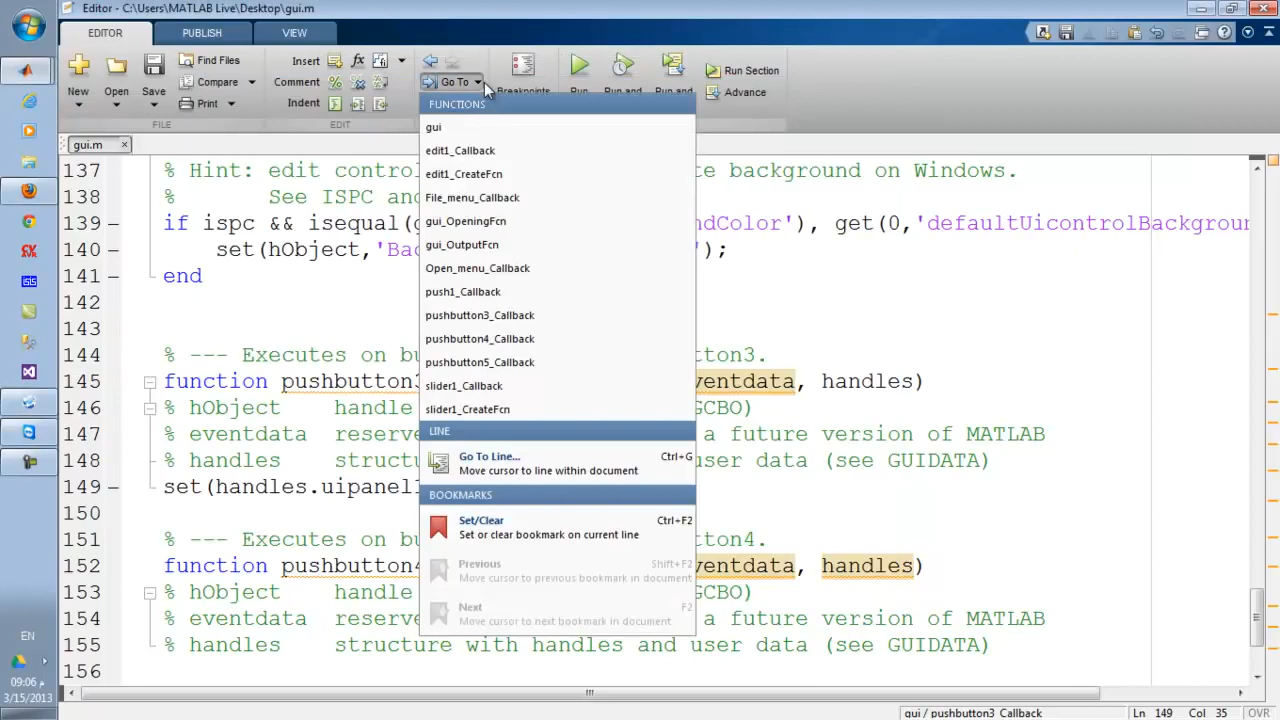 Editor - C:\Users\MATLAB Live\Desktop\gui.m
EDITOR
PUBLISH
VIEW
New
Open
Save
Find Files
Compare
Print
FILE
Insert
Comment
Indent
EDIT
Go To
Breakpoints
Run
Run and
Run and
Run Section
Advance
gui.m
FUNCTIONS
gui
edit1_Callback
edit1_CreateFcn
File_menu_Callback
gui_OpeningFcn
gui_OutputFcn
Open_menu_Callback
push1_Callback
pushbutton3_Callback
pushbutton4_Callback
pushbutton5_Callback
slider1_Callback
slider1_CreateFcn
LINE
Go To Line... Ctrl+G
Move cursor to line within document
BOOKMARKS
Set/Clear Ctrl+F2
Set or clear bookmark on current line
Previous Shift+F2
Move cursor to previous bookmark in document
Next F2
Move cursor to next bookmark in document
137 % Hint: edit contro e background on Windows.
138 % See ISPC an
139 if ispc && isequal(g ndColor'), get(0,'defaultUicontrolBackgroun
140 set(hObject,'Ba ');
141 end
142
143
144 % --- Executes on bu tton3.
145 function pushbutton3 ventdata, handles)
146 % hObject handle GCBO)
147 % eventdata reserve a future version of MATLAB
148 % handles structu user data (see GUIDATA)
149 set(handles.uipanel1
150
151 % --- Executes on bu tton4.
152 function pushbutton4 ventdata, handles)
153 % hObject handle GCBO)
154 % eventdata reserve a future version of MATLAB
155 % handles structure with handles and user data (see GUIDATA)
156
EN
09:06 م
3/15/2013
gui / pushbutton3_Callback
Ln 149 Col 35
OVR